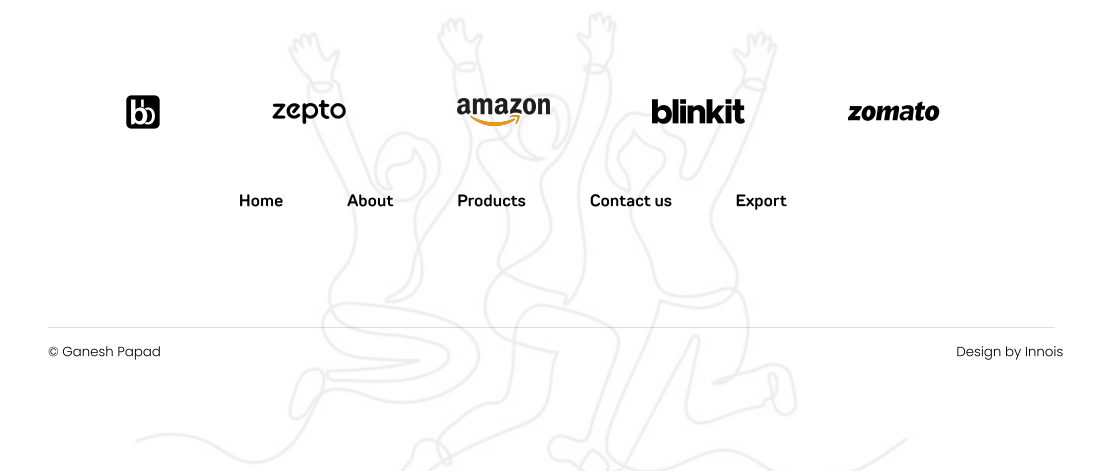 bb zepto amazon blinkit zomato
Home About Products Contact us Export
© Ganesh Papad Design by Innois